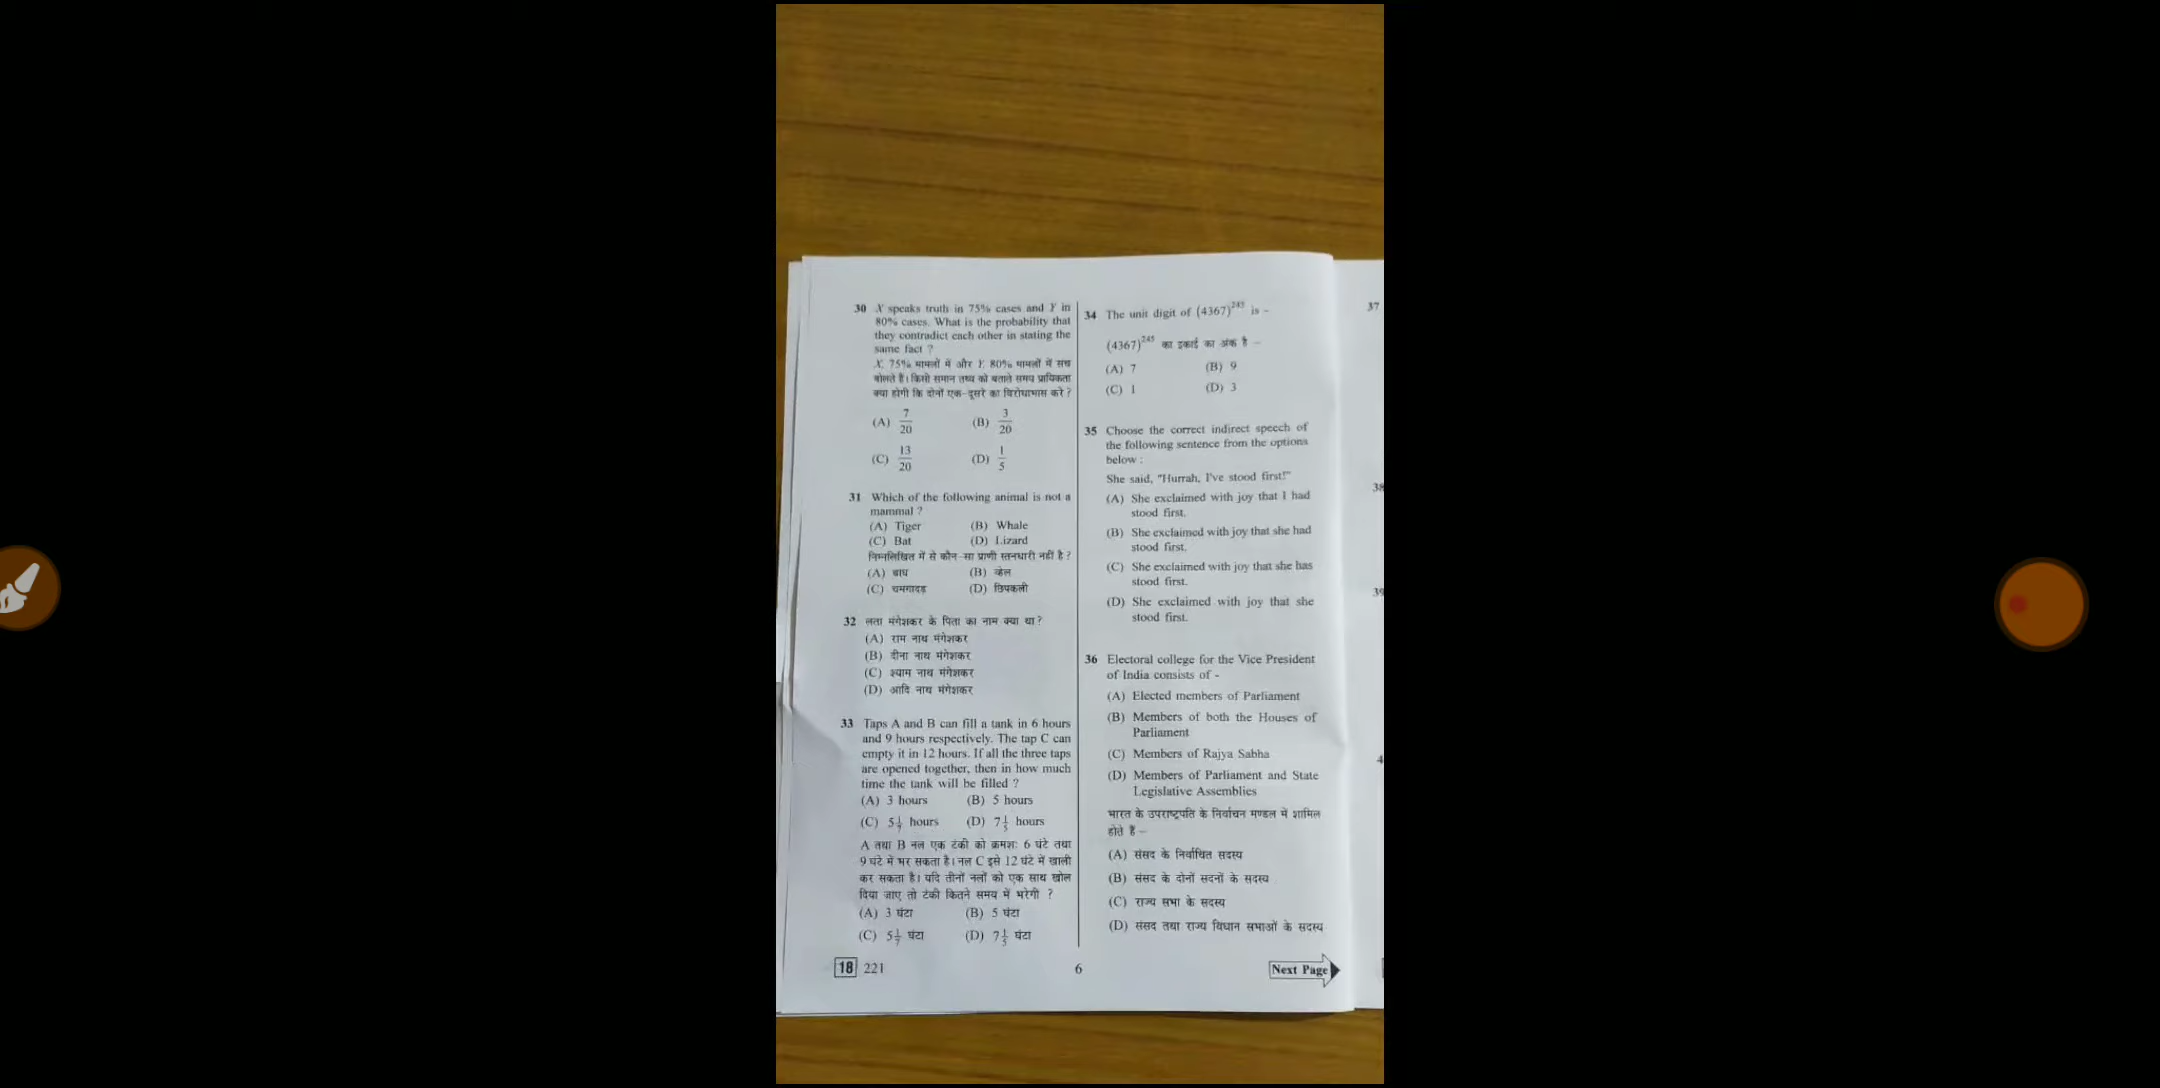 30 X speaks truth in 75% cases and Y in
80% cases. What is the probability that
they contradict each other in stating the
same fact ?
X, 75% मामलों में और Y, 80% मामलों में सच
बोलते हैं। किसी समान तथ्य को बताते समय प्रायिकता
क्या होगी कि दोनों एक-दूसरे का विरोधाभास करे ?
(A) 7/20 (B) 3/20
(C) 13/20 (D) 1/5
31 Which of the following animal is not a
mammal ?
(A) Tiger (B) Whale
(C) Bat (D) Lizard
निम्नलिखित में से कौन-सा प्राणी स्तनधारी नहीं है ?
(A) बाघ (B) व्हेल
(C) चमगादड़ (D) छिपकली
32 लता मंगेशकर के पिता का नाम क्या था ?
(A) राम नाथ मंगेशकर
(B) दीना नाथ मंगेशकर
(C) श्याम नाथ मंगेशकर
(D) आदि नाथ मंगेशकर
33 Taps A and B can fill a tank in 6 hours
and 9 hours respectively. The tap C can
empty it in 12 hours. If all the three taps
are opened together, then in how much
time the tank will be filled ?
(A) 3 hours (B) 5 hours
(C) 5 1/7 hours (D) 7 1/5 hours
A तथा B नल एक टंकी को क्रमशः 6 घंटे तथा
9 घंटे में भर सकता है। नल C इसे 12 घंटे में खाली
कर सकता है। यदि तीनों नलों को एक साथ खोल
दिया जाए तो टंकी कितने समय में भरेगी ?
(A) 3 घंटा (B) 5 घंटा
(C) 5 1/7 घंटा (D) 7 1/5 घंटा
34 The unit digit of (4367)^245 is -
(4367)^245 का इकाई का अंक है -
(A) 7 (B) 9
(C) 1 (D) 3
35 Choose the correct indirect speech of
the following sentence from the options
below :
She said, "Hurrah, I've stood first!"
(A) She exclaimed with joy that I had
stood first.
(B) She exclaimed with joy that she had
stood first.
(C) She exclaimed with joy that she has
stood first.
(D) She exclaimed with joy that she
stood first.
36 Electoral college for the Vice President
of India consists of -
(A) Elected members of Parliament
(B) Members of both the Houses of
Parliament
(C) Members of Rajya Sabha
(D) Members of Parliament and State
Legislative Assemblies
भारत के उपराष्ट्रपति के निर्वाचन मण्डल में शामिल
होते हैं -
(A) संसद के निर्वाचित सदस्य
(B) संसद के दोनों सदनों के सदस्य
(C) राज्य सभा के सदस्य
(D) संसद तथा राज्य विधान सभाओं के सदस्य
18 221
6
Next Page
37
38
39
4